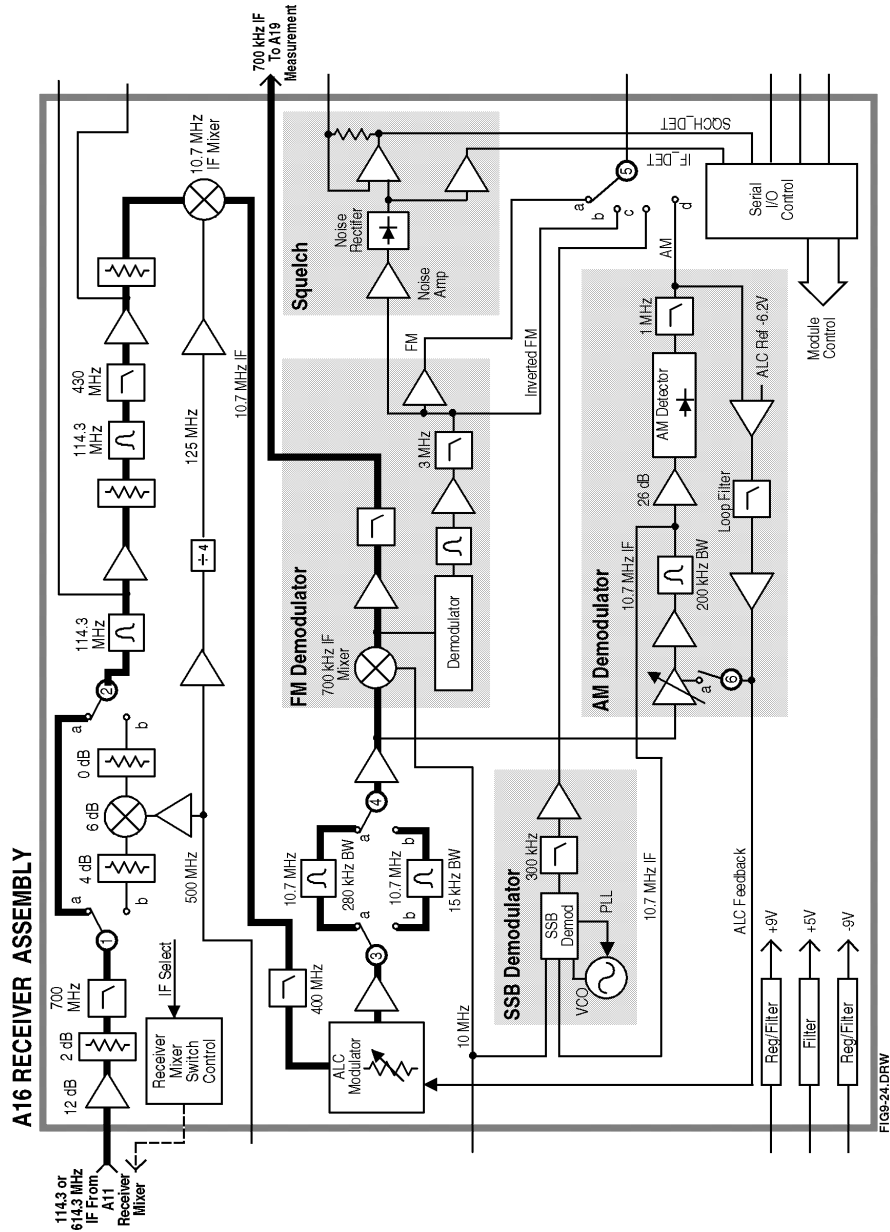 A16 RECEIVER ASSEMBLY
114.3 or
614.3 MHz
IF From
A11
Receiver
Mixer
12 dB
2 dB
700
MHz
1
a
b
4 dB
6 dB
0 dB
a
b
2
114.3
MHz
114.3
MHz
430
MHz
10.7 MHz
IF Mixer
Receiver
Mixer
Switch
Control
IF Select
500 MHz
÷4
125 MHz
10.7 MHz IF
700 kHz IF
To A19
Measurement
400 MHz
ALC
Modulator
3
a
b
10.7 MHz
280 kHz BW
10.7 MHz
15 kHz BW
a
b
4
10 MHz
FM Demodulator
700 kHz IF
Mixer
Demodulator
3 MHz
FM
Inverted FM
Squelch
Noise
Amp
Noise
Rectifer
SQCH_DET
IF_DET
a
b
c
d
5
AM
SSB Demodulator
SSB
Demod
VCO
PLL
300 kHz
10.7 MHz IF
AM Demodulator
a
6
10.7 MHz IF
200 kHz BW
26 dB
AM Detector
1 MHz
Loop Filter
ALC Ref -6.2V
ALC Feedback
Serial
I/O
Control
Module
Control
Reg/Filter
+9V
Filter
+5V
Reg/Filter
-9V
FIG9-24.DRW